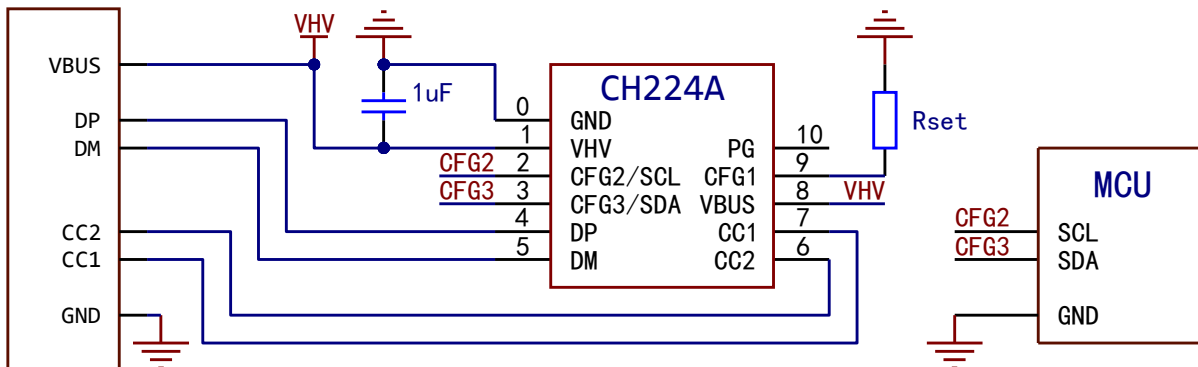 VHV
VBUS
DP
DM
CC2
CC1
GND
1uF
CH224A
0
1
2
3
4
5
GND
VHV
CFG2/SCL
CFG3/SDA
DP
DM
CFG2
CFG3
PG
CFG1
VBUS
CC1
CC2
10
9
8
7
6
VHV
Rset
MCU
CFG2
CFG3
SCL
SDA
GND